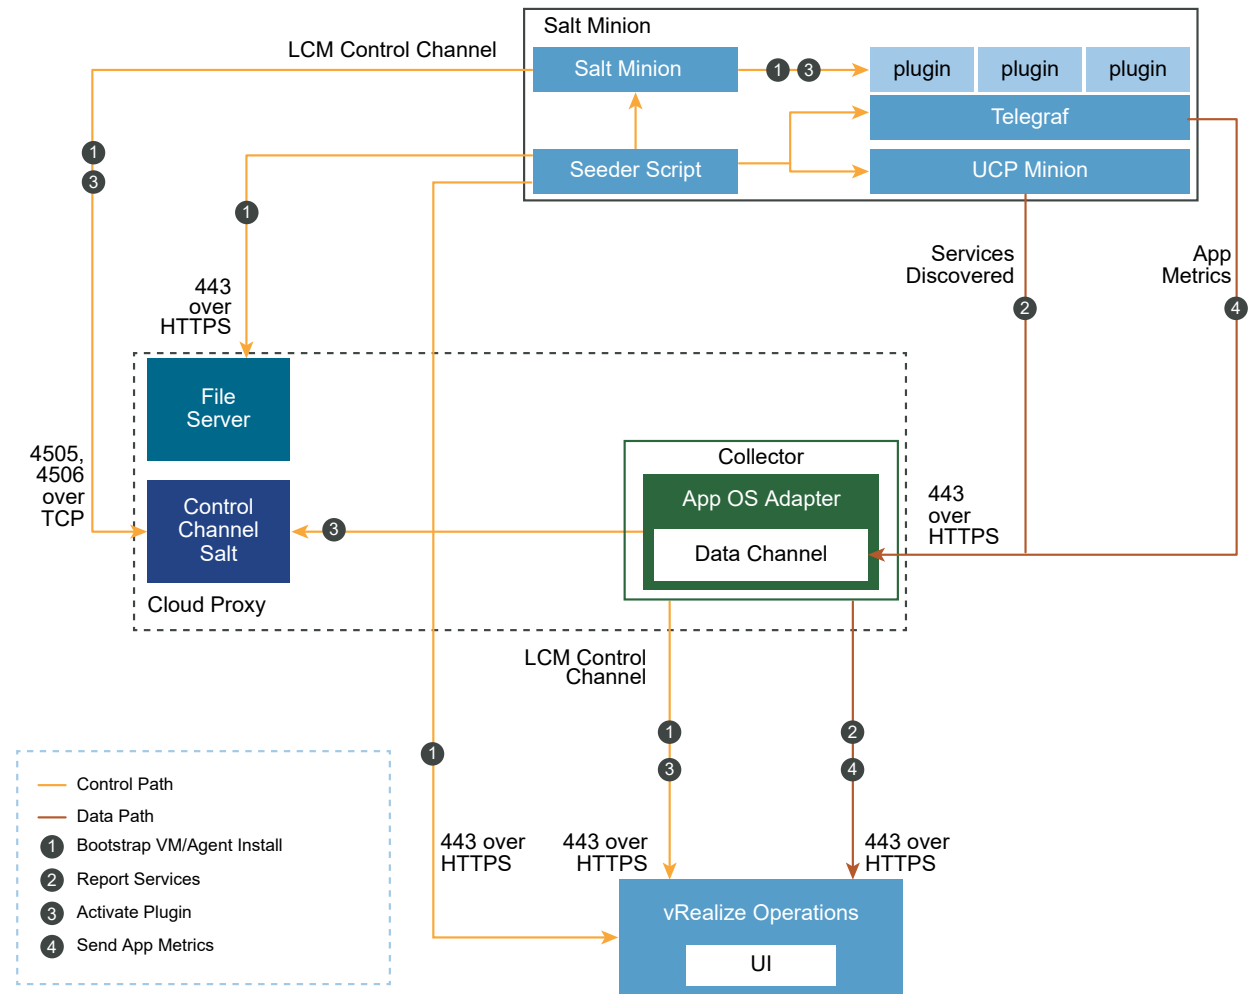 Salt Minion
LCM Control Channel
Salt Minion
1
3
plugin
plugin
plugin
Telegraf
Seeder Script
UCP Minion
1
3
1
Services
Discovered
App
Metrics
2
4
443
over
HTTPS
File
Server
4505,
4506
over
TCP
Control
Channel
Salt
3
Collector
App OS Adapter
Data Channel
443
over
HTTPS
Cloud Proxy
LCM Control
Channel
1
3
2
4
1
443 over
HTTPS
443 over
HTTPS
443 over
HTTPS
vRealize Operations
UI
Control Path
Data Path
1 Bootstrap VM/Agent Install
2 Report Services
3 Activate Plugin
4 Send App Metrics